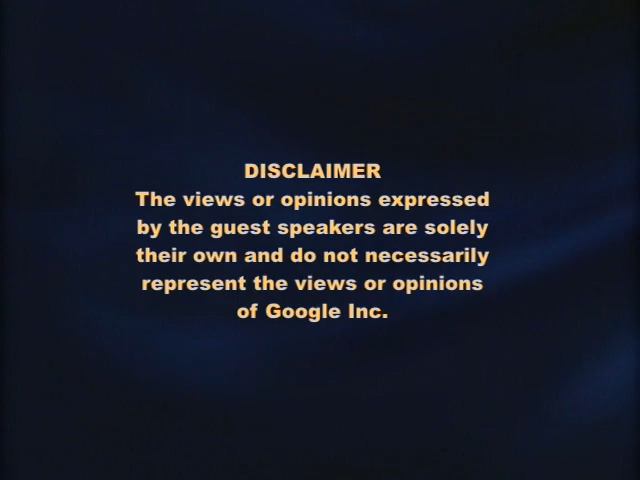 DISCLAIMER
The views or opinions expressed
by the guest speakers are solely
their own and do not necessarily
represent the views or opinions
of Google Inc.